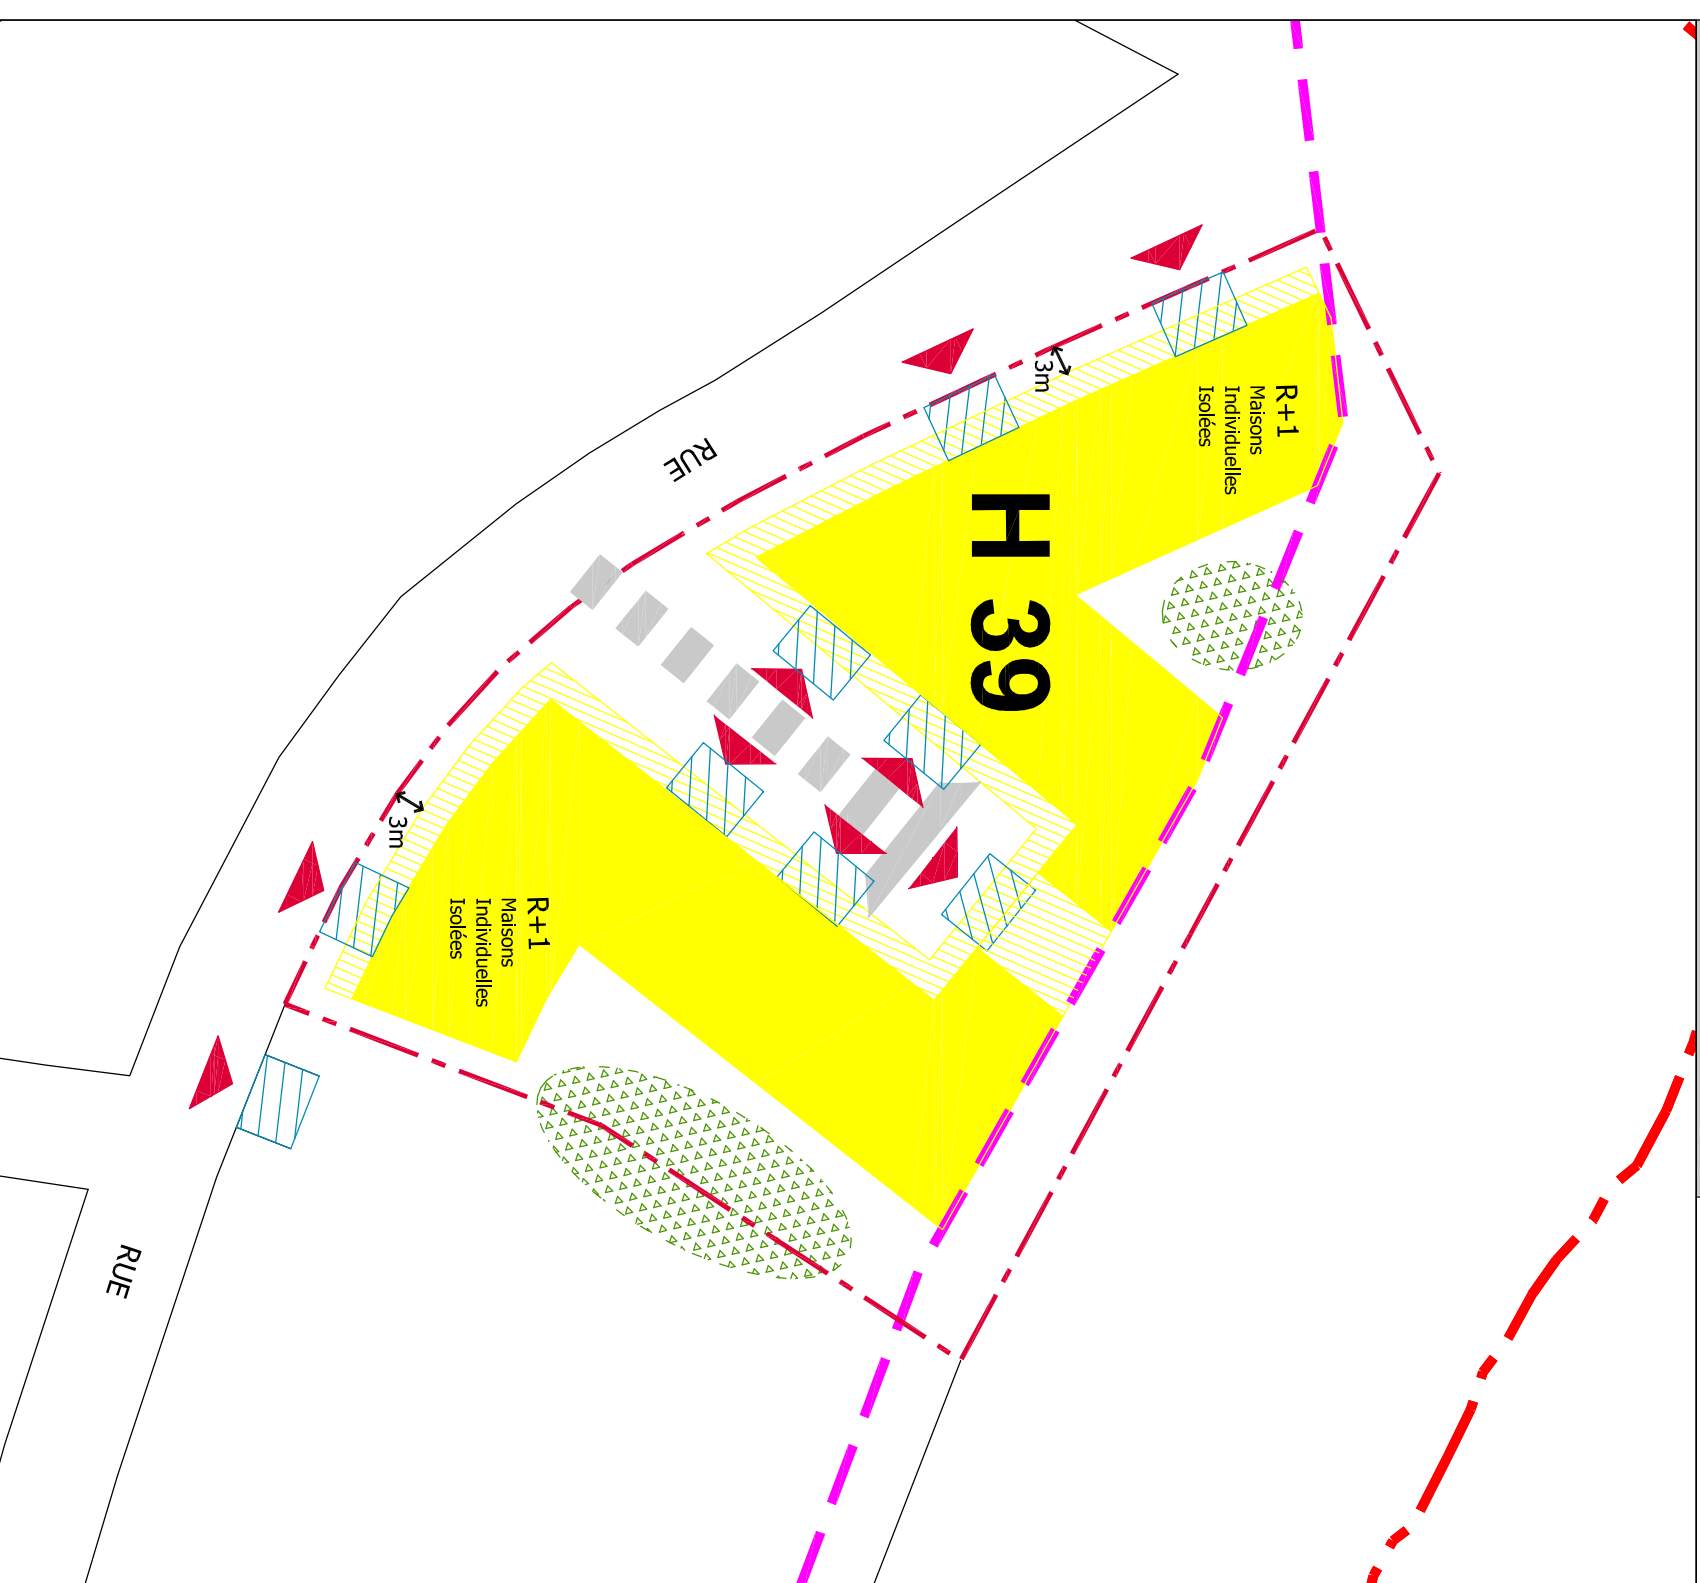 R+1
Maisons
Individuelles
Isolées
3m
RUE
H 39
3m
R+1
Maisons
Individuelles
Isolées
RUE